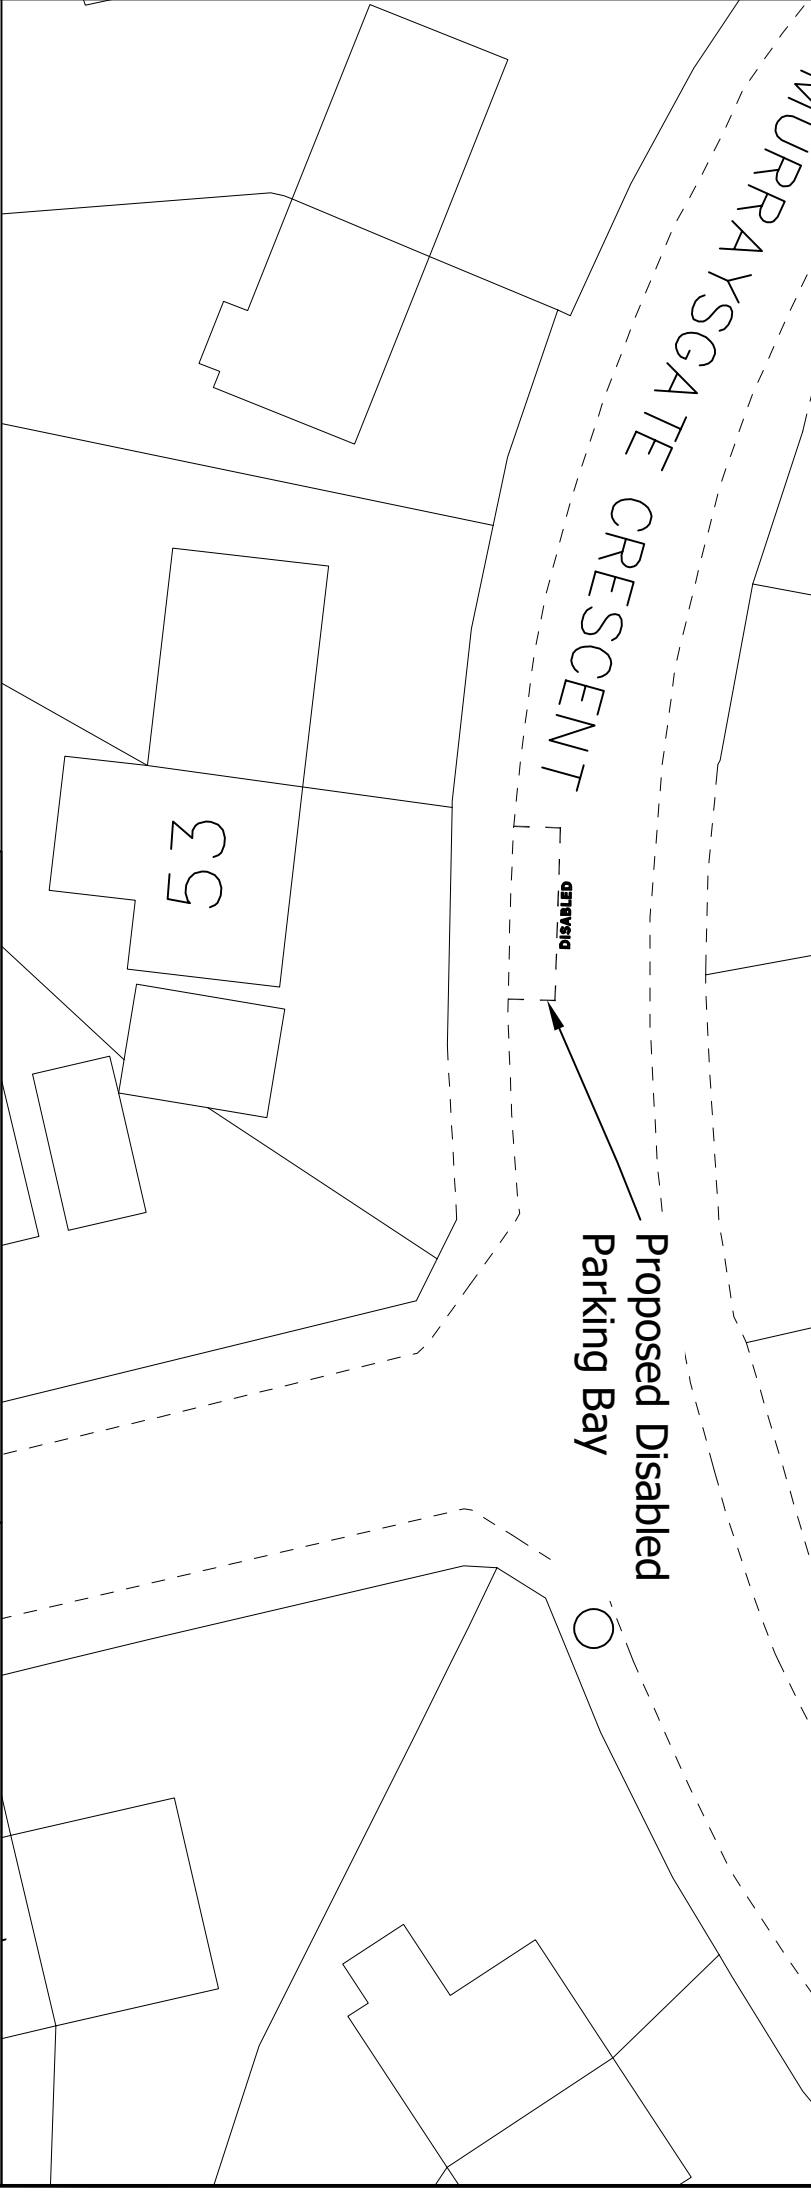 MURRAYSGATE CRESCENT
53
DISABLED
Proposed Disabled
Parking Bay